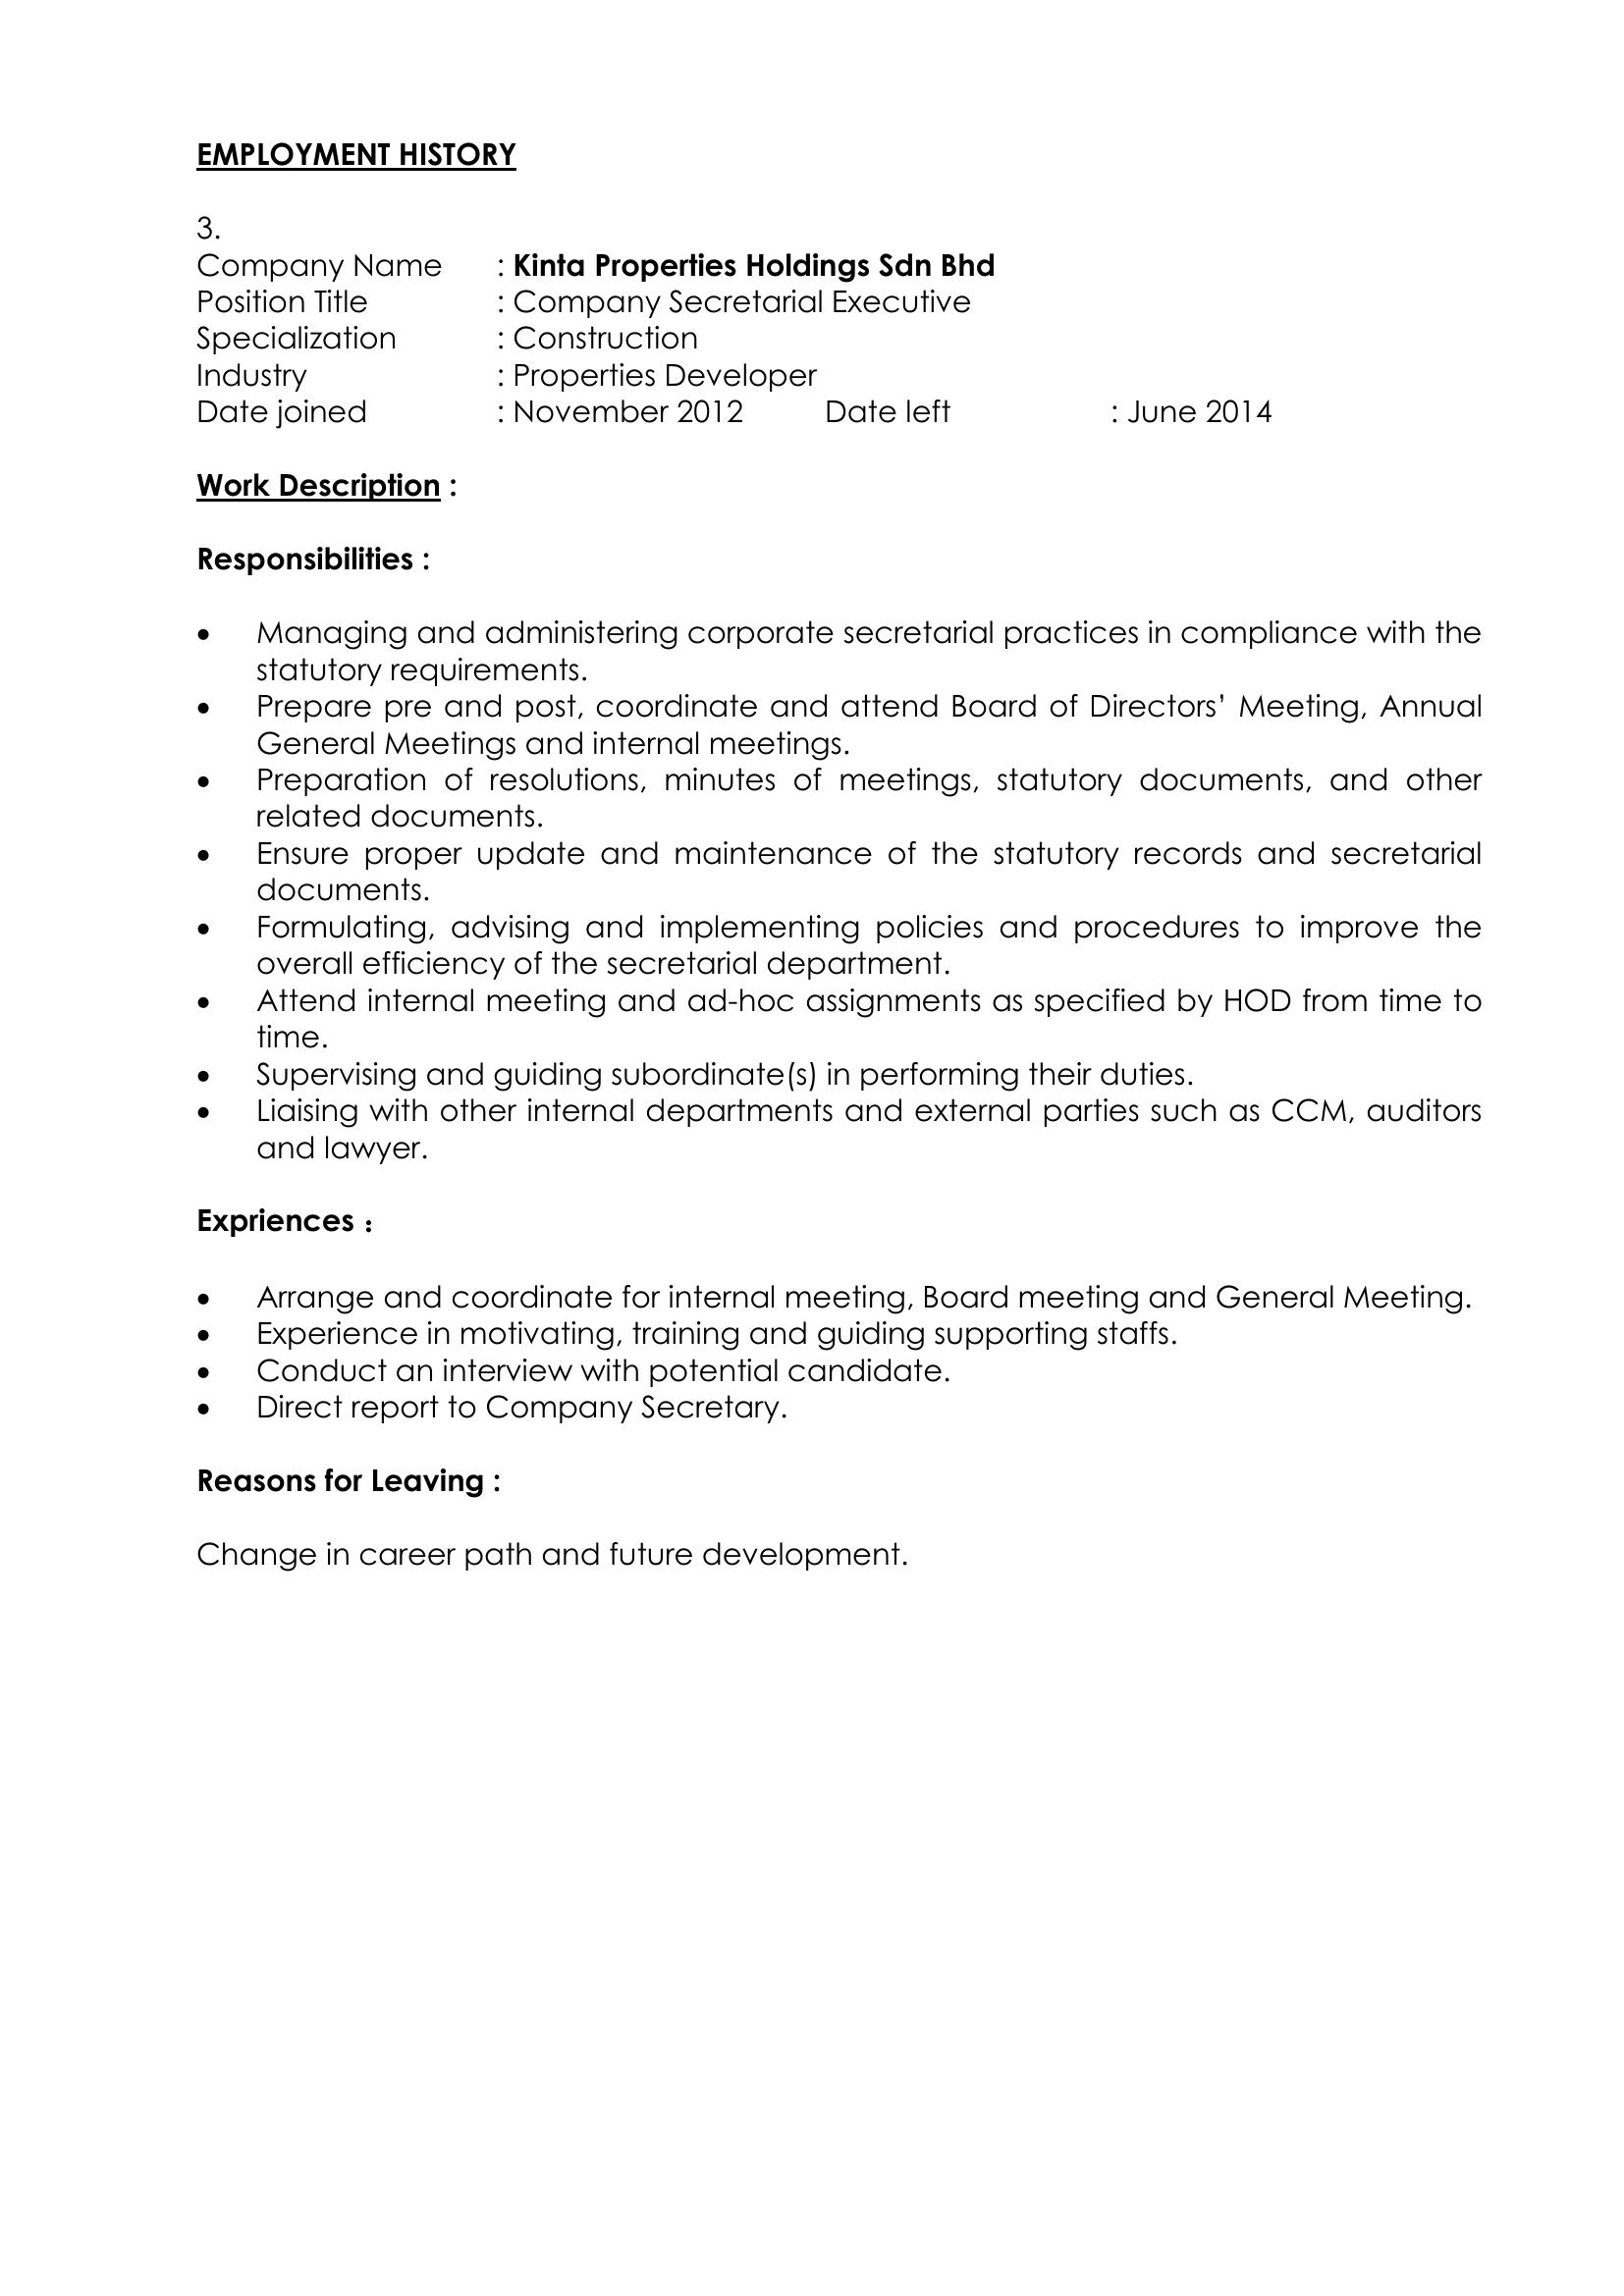 EMPLOYMENT HISTORY
3.
Company Name : Kinta Properties Holdings Sdn Bhd
Position Title : Company Secretarial Executive
Specialization : Construction
Industry : Properties Developer
Date joined : November 2012 Date left : June 2014
Work Description :
Responsibilities :
• Managing and administering corporate secretarial practices in compliance with the
statutory requirements.
• Prepare pre and post, coordinate and attend Board of Directors’ Meeting, Annual
General Meetings and internal meetings.
• Preparation of resolutions, minutes of meetings, statutory documents, and other
related documents.
• Ensure proper update and maintenance of the statutory records and secretarial
documents.
• Formulating, advising and implementing policies and procedures to improve the
overall efficiency of the secretarial department.
• Attend internal meeting and ad-hoc assignments as specified by HOD from time to
time.
• Supervising and guiding subordinate(s) in performing their duties.
• Liaising with other internal departments and external parties such as CCM, auditors
and lawyer.
Expriences :
• Arrange and coordinate for internal meeting, Board meeting and General Meeting.
• Experience in motivating, training and guiding supporting staffs.
• Conduct an interview with potential candidate.
• Direct report to Company Secretary.
Reasons for Leaving :
Change in career path and future development.